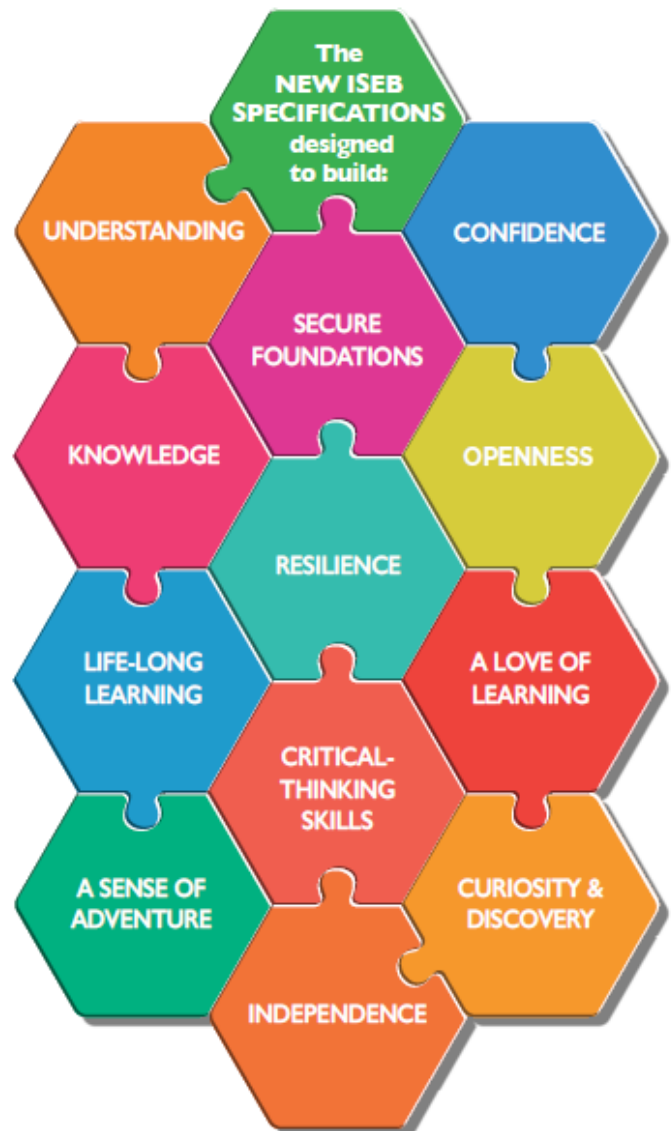 The
NEW ISEB
SPECIFICATIONS
designed
to build:
UNDERSTANDING
CONFIDENCE
SECURE
FOUNDATIONS
KNOWLEDGE
OPENNESS
RESILIENCE
LIFE-LONG
LEARNING
A LOVE OF
LEARNING
CRITICAL-
THINKING
SKILLS
A SENSE OF
ADVENTURE
CURIOSITY &
DISCOVERY
INDEPENDENCE